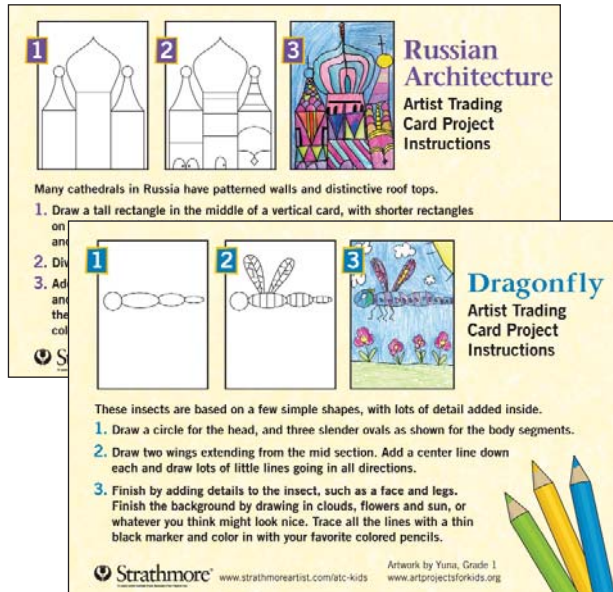 1
2
3
Russian
Architecture
Artist Trading
Card Project
Instructions
Many cathedrals in Russia have patterned walls and distinctive roof tops.
1. Draw a tall rectangle in the middle of a vertical card, with shorter rectangles
on
and
2. Div
3. Add
and
the
col
St
1
2
3
Dragonfly
Artist Trading
Card Project
Instructions
These insects are based on a few simple shapes, with lots of detail added inside.
1. Draw a circle for the head, and three slender ovals as shown for the body segments.
2. Draw two wings extending from the mid section. Add a center line down
each and draw lots of little lines going in all directions.
3. Finish by adding details to the insect, such as a face and legs.
Finish the background by drawing in clouds, flowers and sun, or
whatever you think might look nice. Trace all the lines with a thin
black marker and color in with your favorite colored pencils.
Strathmore® www.strathmoreartist.com/atc-kids
Artwork by Yuna, Grade 1
www.artprojectsforkids.org